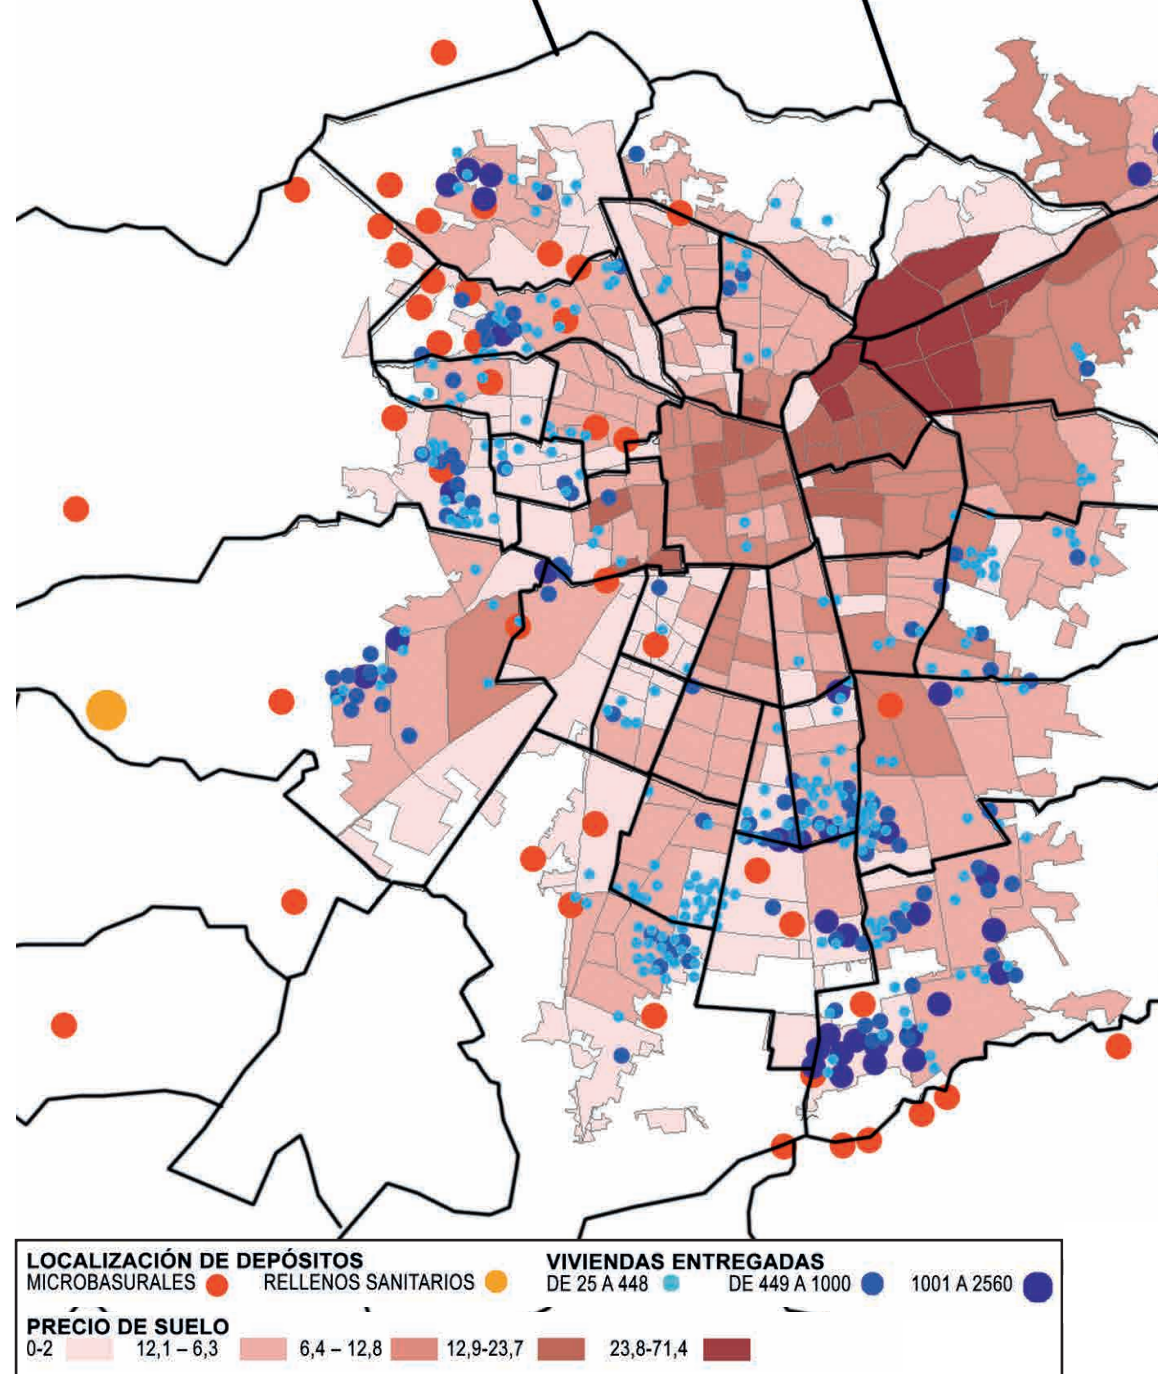 LOCALIZACIÓN DE DEPÓSITOS
MICROBASURALES RELLENOS SANITARIOS
VIVIENDAS ENTREGADAS
DE 25 A 448 DE 449 A 1000 1001 A 2560
PRECIO DE SUELO
0-2 12,1 – 6,3 6,4 – 12,8 12,9-23,7 23,8-71,4